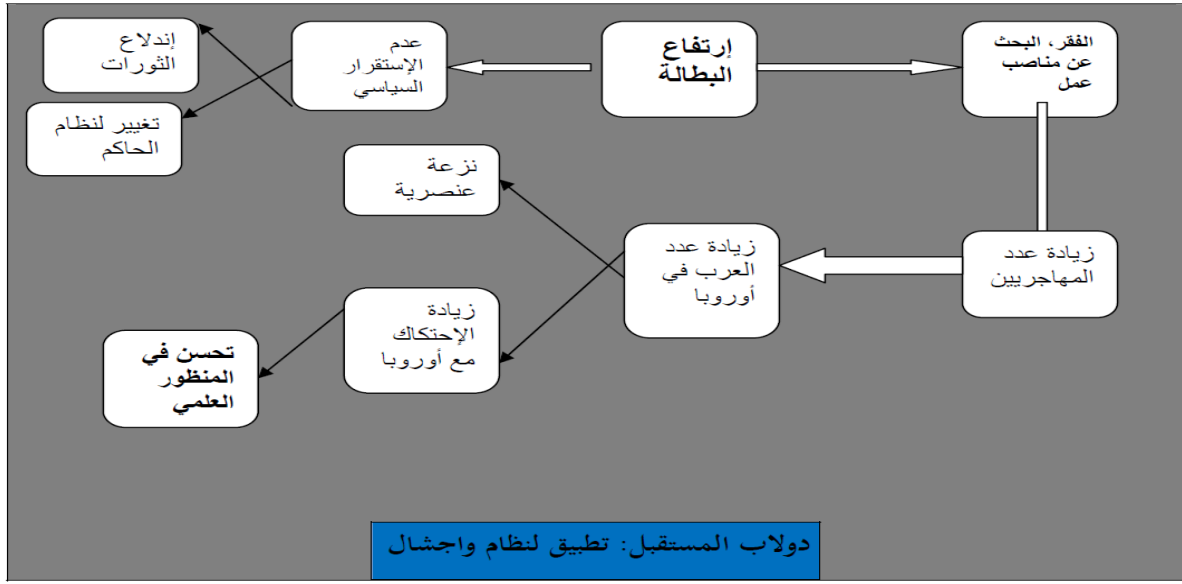 الفقر، البحث
عن مناصب
عمل
إرتفاع
البطالة
عدم
الإستقرار
السياسي
إندلاع
الثورات
تغيير لنظام
الحاكم
نزعة
عنصرية
زيادة عدد
المهاجريين
زيادة عدد
العرب في
أوروبا
زيادة
الإحتكاك
مع أوروبا
تحسن في
المنظور
العلمي
دولاب المستقبل: تطبيق لنظام واجشال